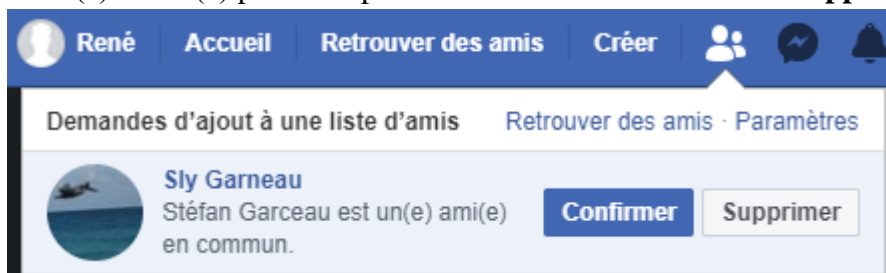 pp
René Accueil Retrouver des amis Créer
Demandes d'ajout à une liste d'amis Retrouver des amis · Paramètres
Sly Garneau
Stéfan Garceau est un(e) ami(e)
en commun.
Confirmer Supprimer